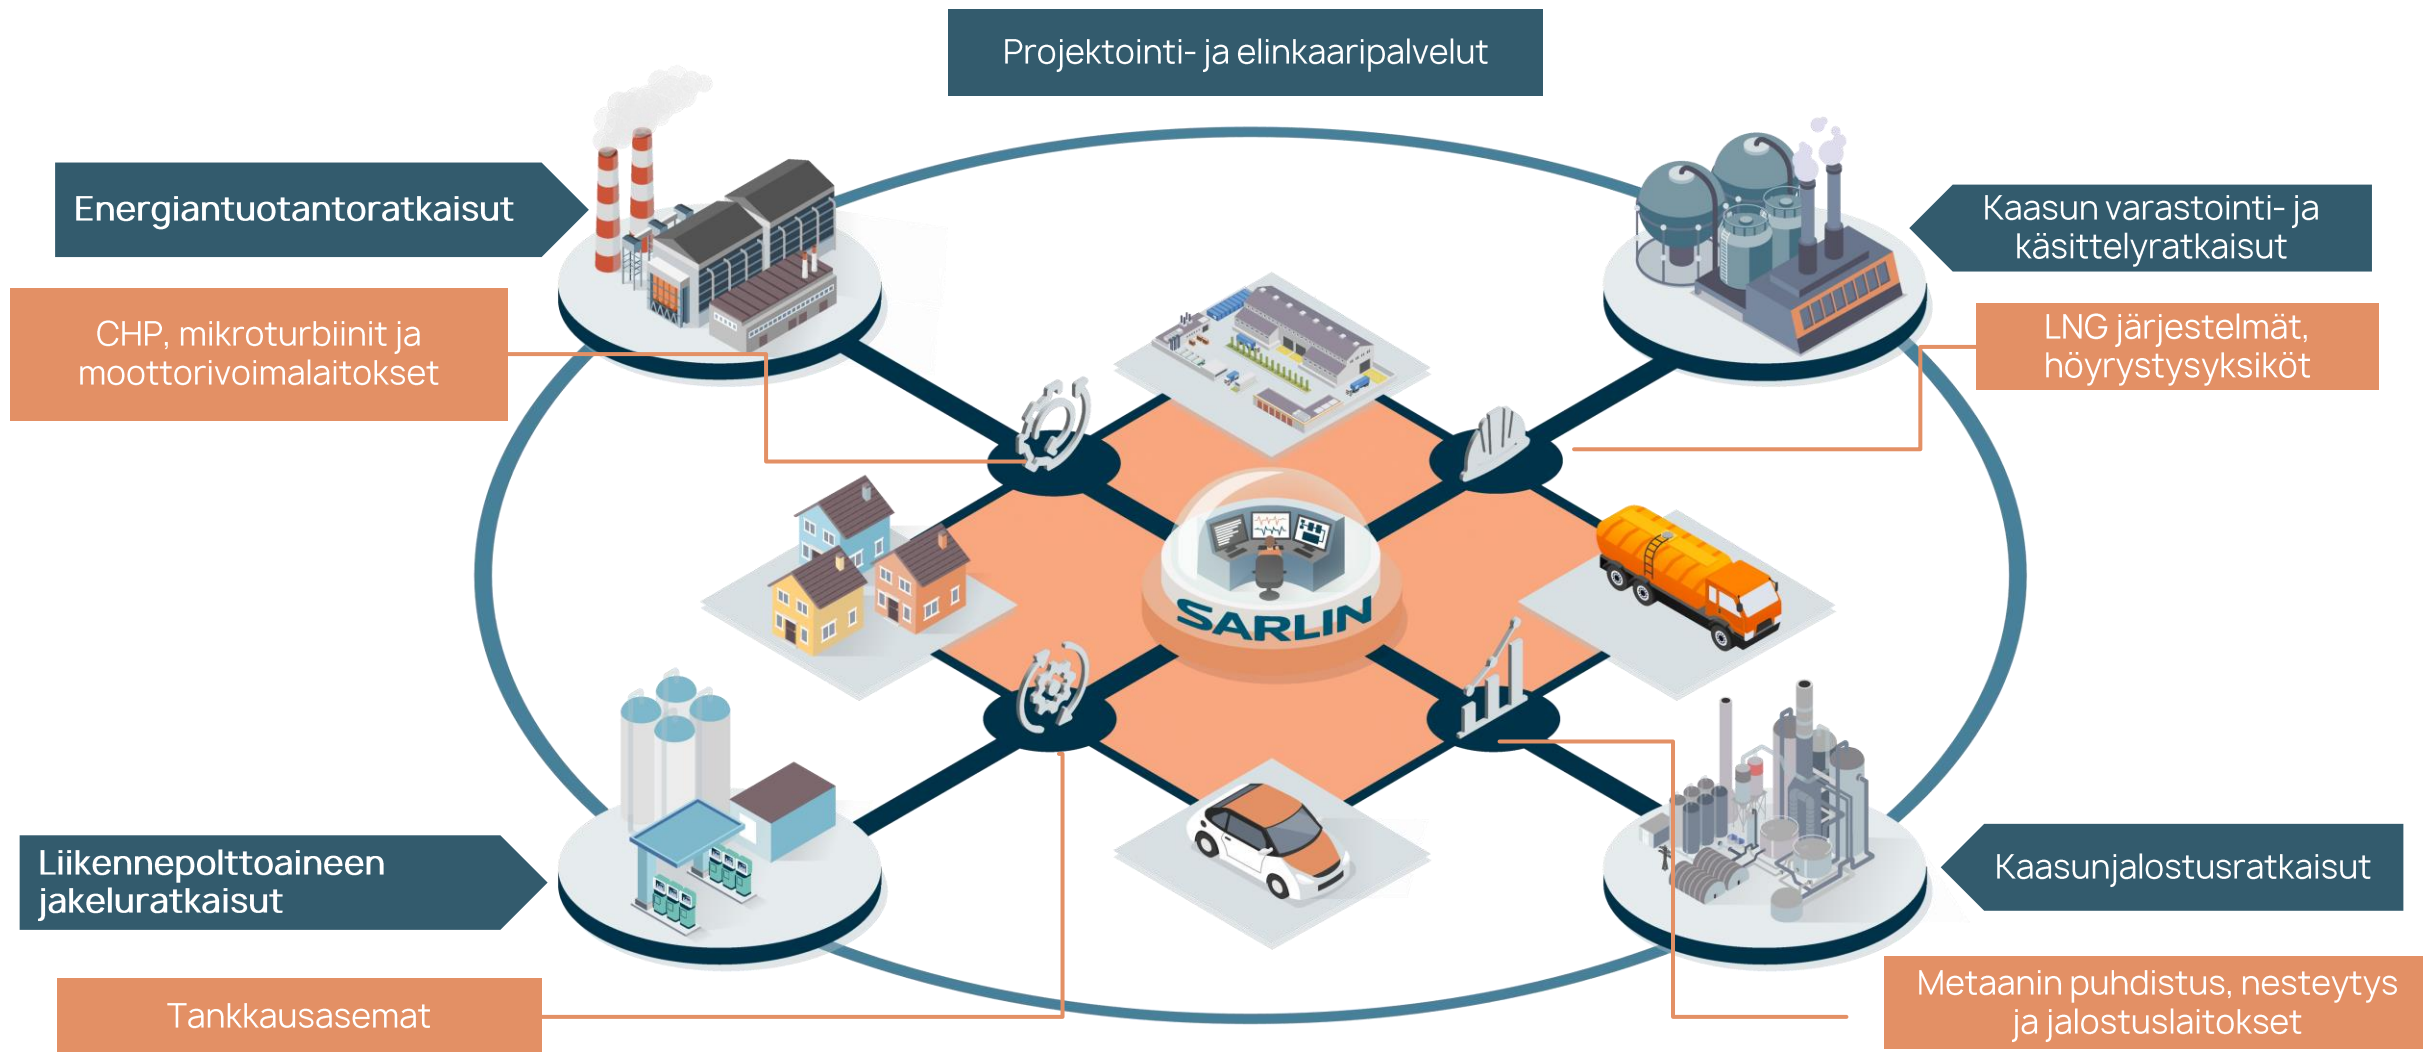 Projektointi- ja elinkaaripalvelut
Energiantuotantoratkaisut
CHP, mikroturbiinit ja
moottorivoimalaitokset
Kaasun varastointi- ja
käsittelyratkaisut
LNG järjestelmät,
höyrystysyksiköt
SARLIN
Liikennepolttoaineen
jakeluratkaisut
Tankkausasemat
Kaasunjalostusratkaisut
Metaanin puhdistus, nesteytys
ja jalostuslaitokset